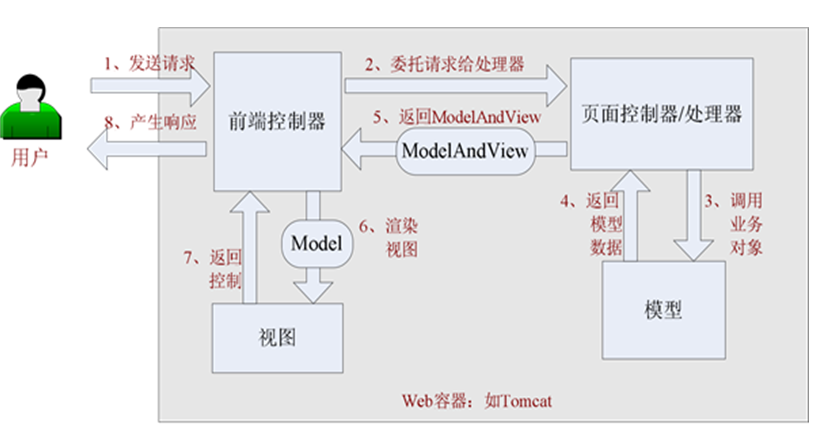 1、发送请求
2、委托请求给处理器
8、产生响应
用户
前端控制器
5、返回ModelAndView
ModelAndView
页面控制器/处理器
4、返回
模型
数据
3、调用
业务
对象
6、渲染
视图
Model
7、返回
控制
视图
模型
Web容器：如Tomcat